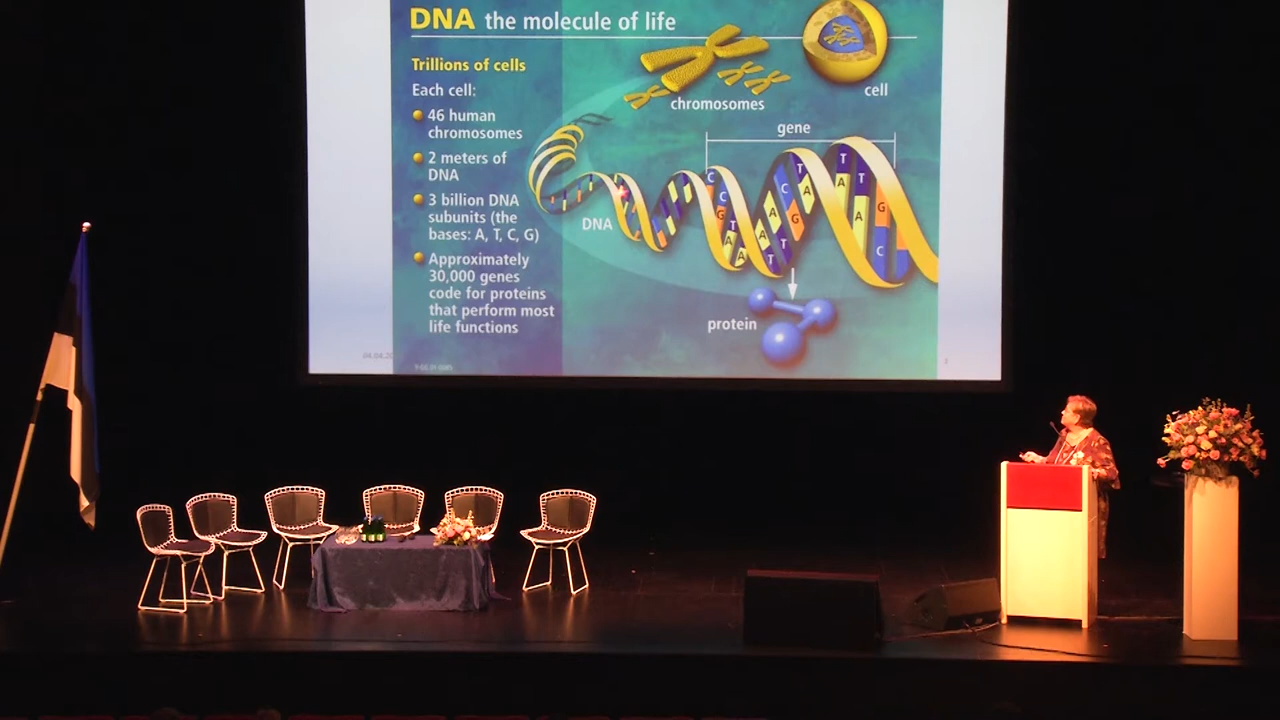 DNA the molecule of life
Trillions of cells
Each cell:
46 human
chromosomes
2 meters of
DNA
3 billion DNA
subunits (the
bases: A, T, C, G)
Approximately
30,000 genes
code for proteins
that perform most
life functions
chromosomes
cell
gene
DNA
C
C
G
T
A
A
A
A
T
T
C
G
T
A
T
A
T
A
G
C
protein